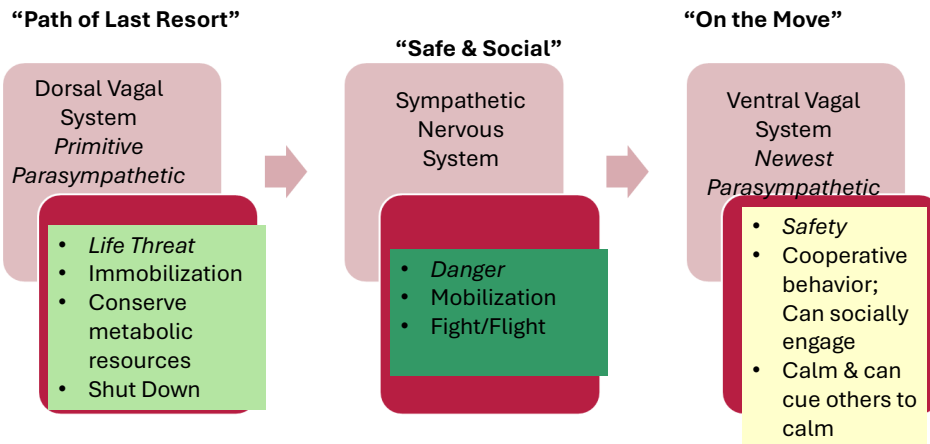 “Path of Last Resort”
“Safe & Social”
“On the Move”
Dorsal Vagal
System
Primitive
Parasympathetic
• Life Threat
• Immobilization
• Conserve
metabolic
resources
• Shut Down
Sympathetic
Nervous
System
• Danger
• Mobilization
• Fight/Flight
Ventral Vagal
System
Newest
Parasympathetic
• Safety
• Cooperative
behavior;
Can socially
engage
• Calm & can
cue others to
calm